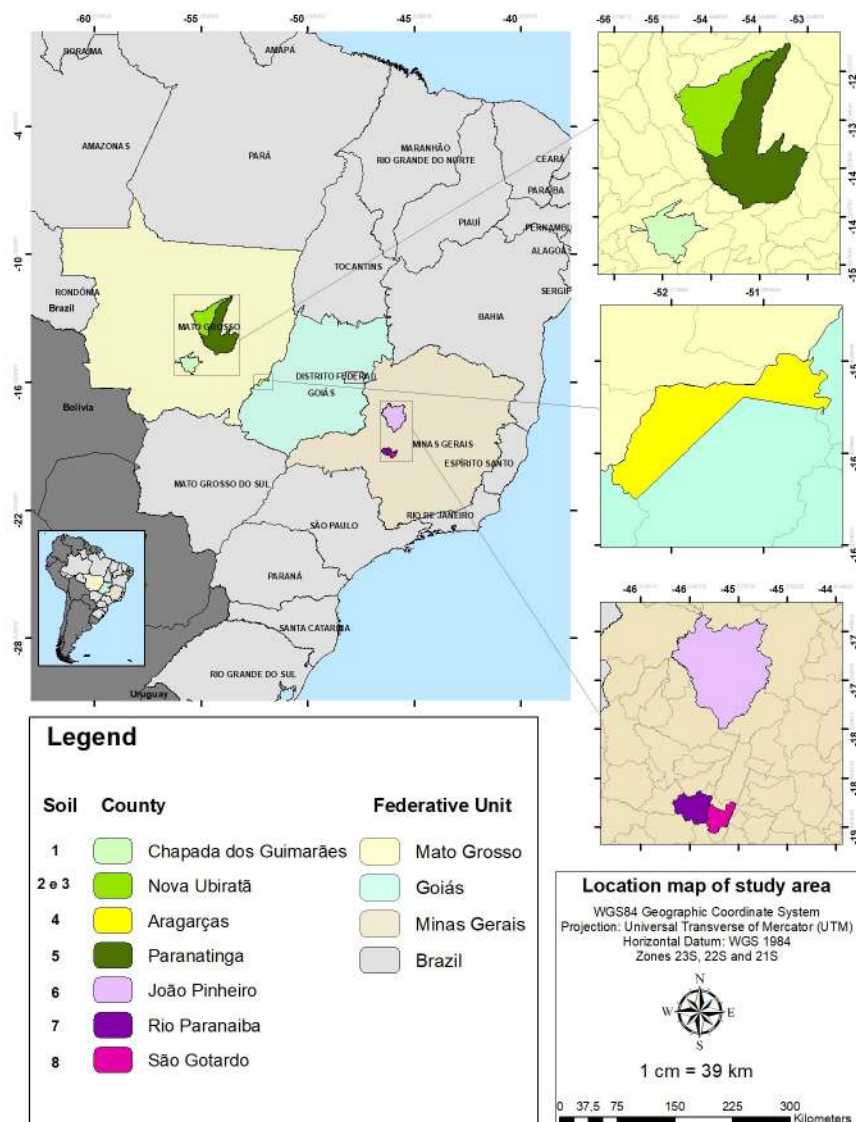 -60 -55 -50 -45 -40
-4
-10
-16
-22
-28
RORAIMA
AMAPÁ
AMAZONAS
PARÁ
MARANHÃO
RIO GRANDE DO NORTE
CEARÁ
PARAÍBA
PIAUÍ
PERNAMBU
ALAGOA
SERGIP
TOCANTINS
RONDÔNIA
Brazil
MATO GROSSO
BAHIA
DISTRITO FEDERAL
GOIÁS
Bolivia
MINAS GERAIS
ESPÍRITO SANTO
MATO GROSSO DO SUL
RIO DE JANEIRO
SÃO PAULO
PARANÁ
SANTA CATARINA
RIO GRANDE DO SUL
Uruguay
-56 -55 -54 -54 -53
-12
-13
-14
-14
-15
-52 -51
-15
-16
-16
-46 -46 -45 -45 -44
-17
-17
-18
-18
-19
Legend
Soil County Federative Unit
1 Chapada dos Guimarães Mato Grosso
2 e 3 Nova Ubiratã Goiás
4 Aragarças Minas Gerais
5 Paranatinga Brazil
6 João Pinheiro
7 Rio Paranaiba
8 São Gotardo
Location map of study area
WGS84 Geographic Coordinate System
Projection: Universal Transverse of Mercator (UTM)
Horizontal Datum: WGS 1984
Zones 23S, 22S and 21S
N
W E
S
1 cm = 39 km
0 37,5 75 150 225 300
Kilometers